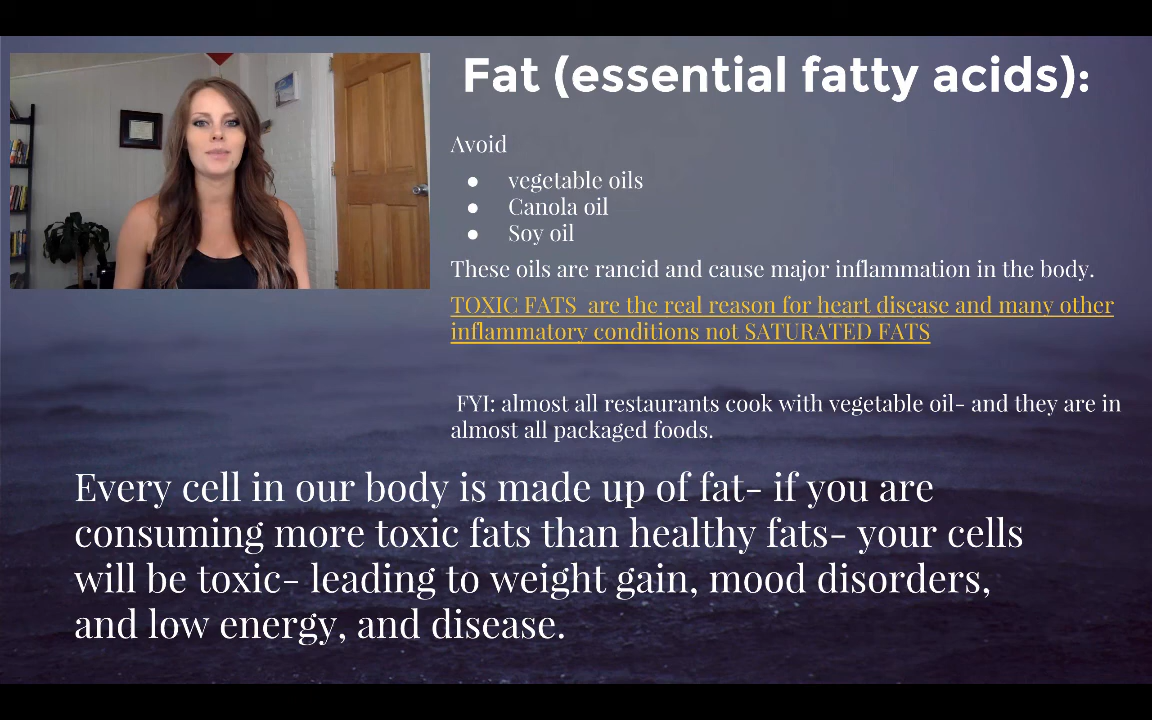 Fat (essential fatty acids):
Avoid
● vegetable oils
● Canola oil
● Soy oil
These oils are rancid and cause major inflammation in the body.
TOXIC FATS  are the real reason for heart disease and many other
inflammatory conditions not SATURATED FATS
FYI: almost all restaurants cook with vegetable oil- and they are in
almost all packaged foods.
Every cell in our body is made up of fat- if you are
consuming more toxic fats than healthy fats- your cells
will be toxic- leading to weight gain, mood disorders,
and low energy, and disease.